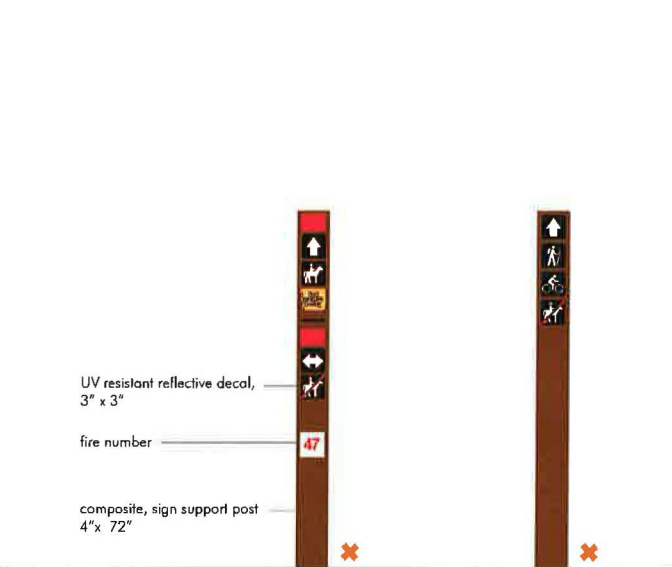 UV resistant reflective decal,
3" x 3"
fire number
47
composite, sign support post
4"x 72"